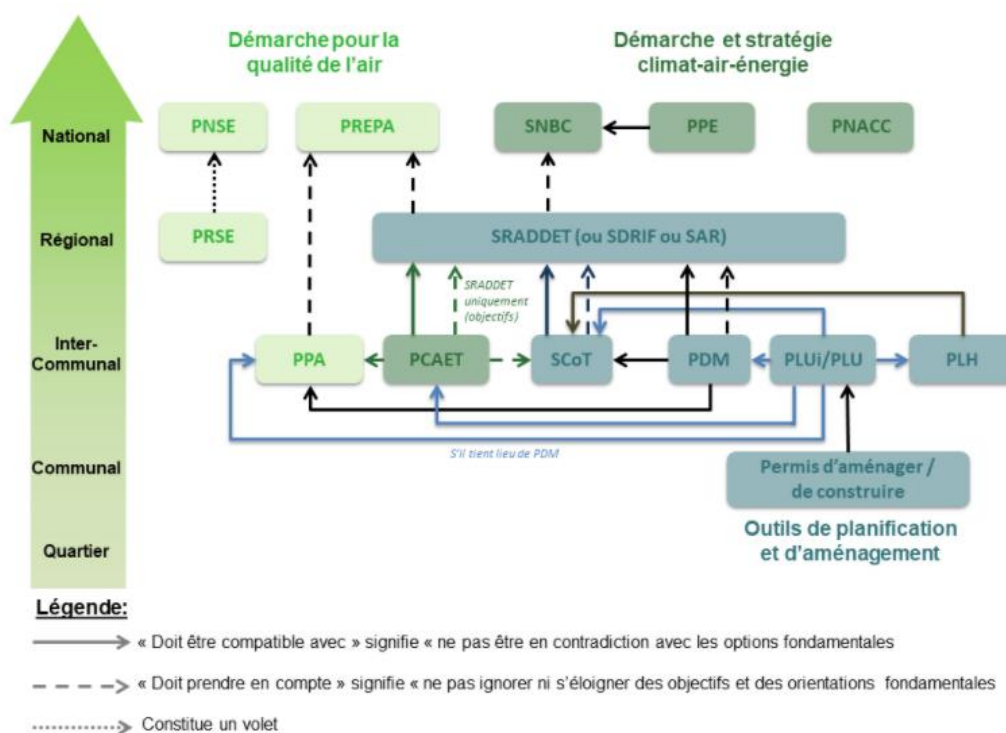 Démarche pour la
qualité de l'air
Démarche et stratégie
climat-air-énergie
National
PNSE
PREPA
SNBC
PPE
PNACC
Régional
PRSE
SRADDET (ou SDRIF ou SAR)
SRADDET
uniquement
(objectifs)
Inter-
Communal
PPA
PCAET
SCoT
PDM
PLUi/PLU
PLH
S'il tient lieu de PDM
Communal
Permis d'aménager /
de construire
Quartier
Outils de planification
et d'aménagement
Légende:
« Doit être compatible avec » signifie « ne pas être en contradiction avec les options fondamentales
« Doit prendre en compte » signifie « ne pas ignorer ni s'éloigner des objectifs et des orientations fondamentales
Constitue un volet